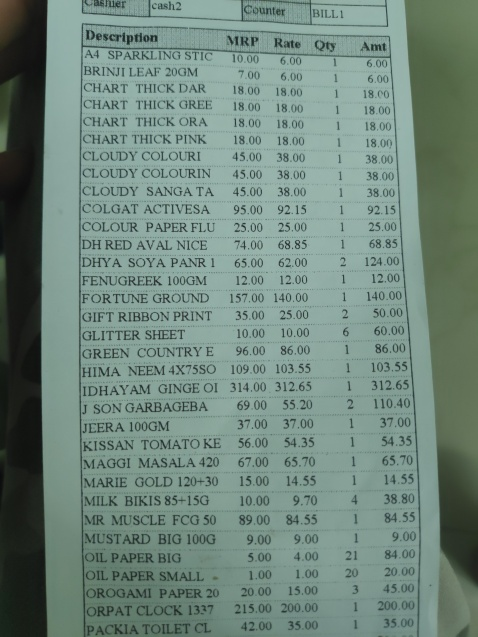 Cashier cash2 Counter BILL1
Description MRP Rate Qty Amt
A4 SPARKLING STIC 10.00 6.00 1 6.00
BRINJI LEAF 20GM 7.00 6.00 1 6.00
CHART THICK DAR 18.00 18.00 1 18.00
CHART THICK GREE 18.00 18.00 1 18.00
CHART THICK ORA 18.00 18.00 1 18.00
CHART THICK PINK 18.00 18.00 1 18.00
CLOUDY COLOURI 45.00 38.00 1 38.00
CLOUDY COLOURIN 45.00 38.00 1 38.00
CLOUDY SANGA TA 45.00 38.00 1 38.00
COLGAT ACTIVESA 95.00 92.15 1 92.15
COLOUR PAPER FLU 25.00 25.00 1 25.00
DH RED AVAL NICE 74.00 68.85 1 68.85
DHYA SOYA PANR 1 65.00 62.00 2 124.00
FENUGREEK 100GM 12.00 12.00 1 12.00
FORTUNE GROUND 157.00 140.00 1 140.00
GIFT RIBBON PRINT 35.00 25.00 2 50.00
GLITTER SHEET 10.00 10.00 6 60.00
GREEN COUNTRY E 96.00 86.00 1 86.00
HIMA NEEM 4X75SO 109.00 103.55 1 103.55
IDHAYAM GINGE OI 314.00 312.65 1 312.65
J SON GARBAGEBA 69.00 55.20 2 110.40
JEERA 100GM 37.00 37.00 1 37.00
KISSAN TOMATO KE 56.00 54.35 1 54.35
MAGGI MASALA 420 67.00 65.70 1 65.70
MARIE GOLD 120+30 15.00 14.55 1 14.55
MILK BIKIS 85+15G 10.00 9.70 4 38.80
MR MUSCLE FCG 50 89.00 84.55 1 84.55
MUSTARD BIG 100G 9.00 9.00 1 9.00
OIL PAPER BIG 5.00 4.00 21 84.00
OIL PAPER SMALL 1.00 1.00 20 20.00
OROGAMI PAPER 20 20.00 15.00 3 45.00
ORPAT CLOCK 1337 215.00 200.00 1 200.00
PACKIA TOILET CL 42.00 35.00 1 35.00